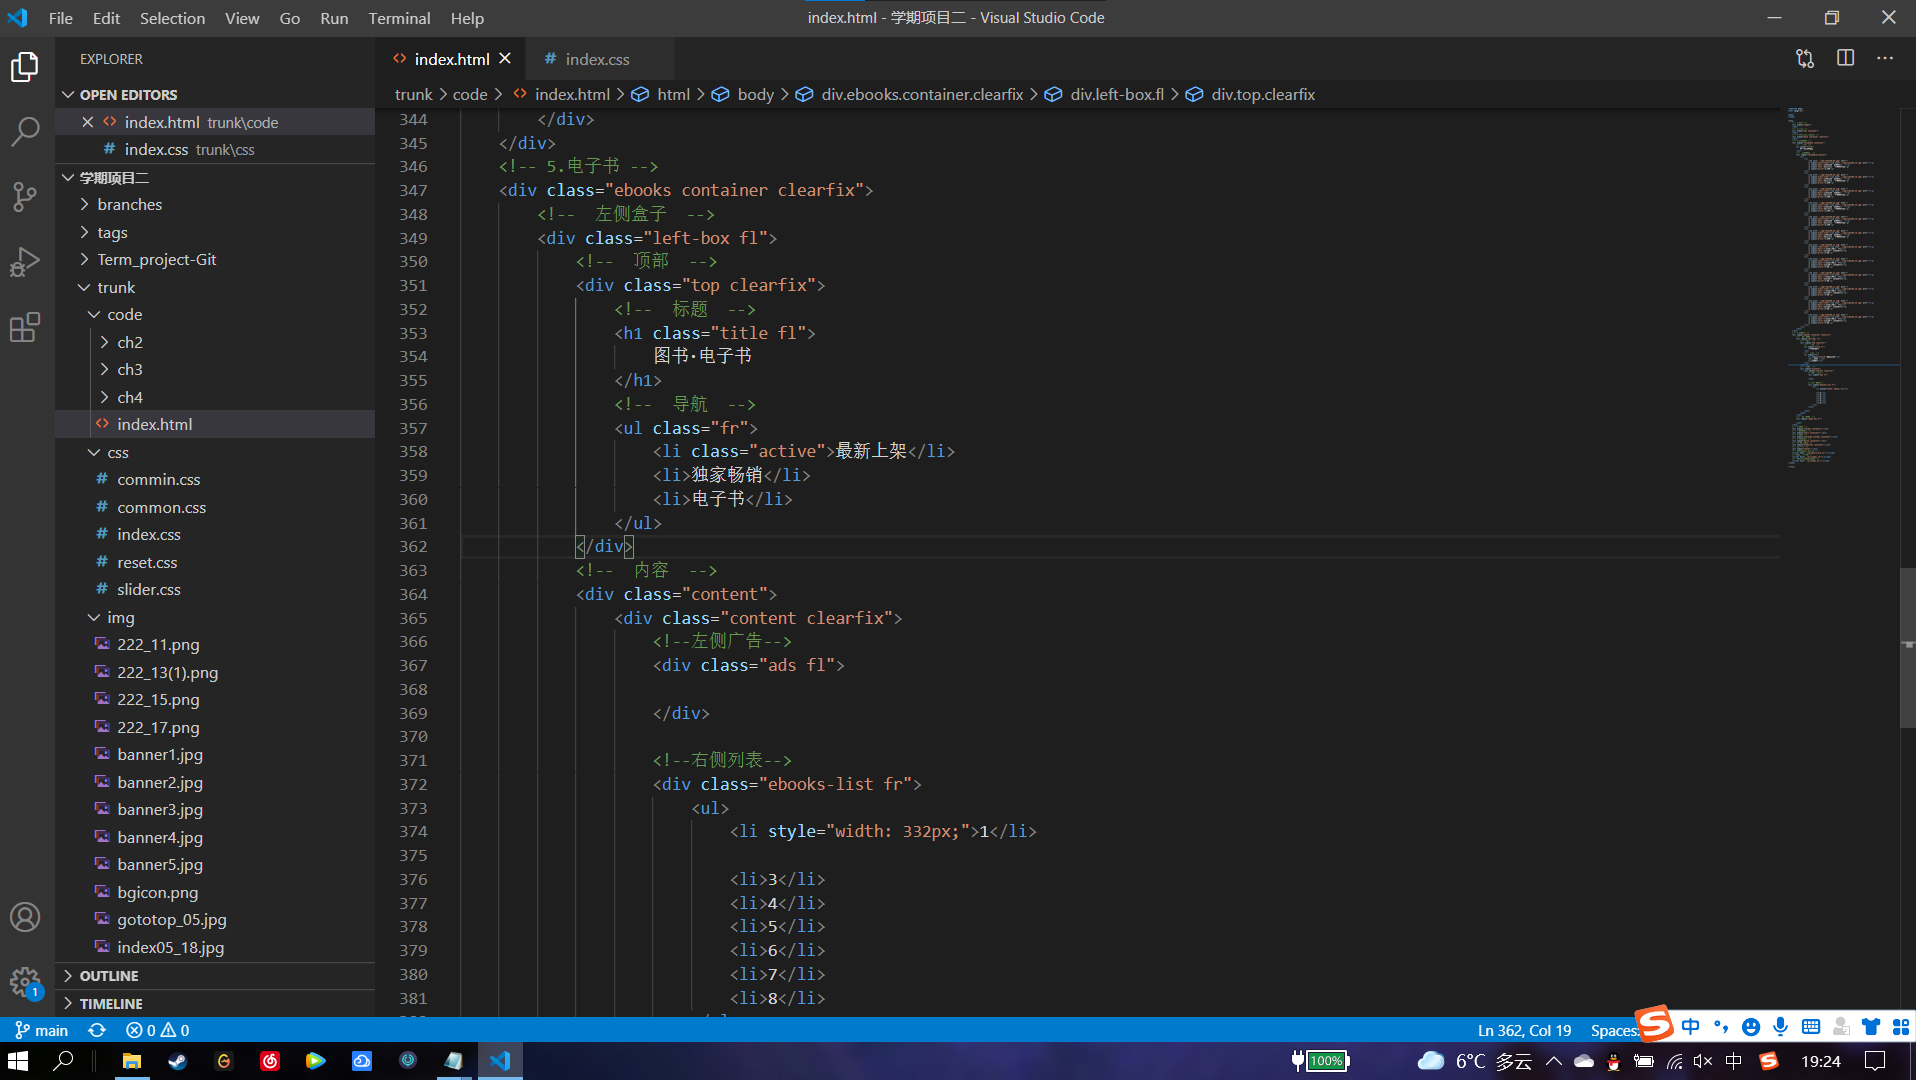 File Edit Selection View Go Run Terminal Help
index.html - 学期项目二 - Visual Studio Code
EXPLORER
OPEN EDITORS
index.html trunk\code
index.css trunk\css
学期项目二
branches
tags
Term_project-Git
trunk
code
ch2
ch3
ch4
index.html
css
commin.css
common.css
index.css
reset.css
slider.css
img
222_11.png
222_13(1).png
222_15.png
222_17.png
banner1.jpg
banner2.jpg
banner3.jpg
banner4.jpg
banner5.jpg
bgicon.png
gototop_05.jpg
index05_18.jpg
OUTLINE
TIMELINE
index.html
index.css
trunk > code > index.html > html > body > div.ebooks.container.clearfix > div.left-box.fl > div.top.clearfix
344 </div>
345 </div>
346 <!-- 5.电子书 -->
347 <div class="ebooks container clearfix">
348 <!-- 左侧盒子 -->
349 <div class="left-box fl">
350 <!-- 顶部 -->
351 <div class="top clearfix">
352 <!-- 标题 -->
353 <h1 class="title fl">
354 图书·电子书
355 </h1>
356 <!-- 导航 -->
357 <ul class="fr">
358 <li class="active">最新上架</li>
359 <li>独家畅销</li>
360 <li>电子书</li>
361 </ul>
362 </div>
363 <!-- 内容 -->
364 <div class="content">
365 <div class="content clearfix">
366 <!--左侧广告-->
367 <div class="ads fl">
368
369 </div>
370
371 <!--右侧列表-->
372 <div class="ebooks-list fr">
373 <ul>
374 <li style="width: 332px;">1</li>
375
376 <li>3</li>
377 <li>4</li>
378 <li>5</li>
379 <li>6</li>
380 <li>7</li>
381 <li>8</li>
1
main 0 0
Ln 362, Col 19 Spaces:
中
100%
6°C 多云
中
19:24